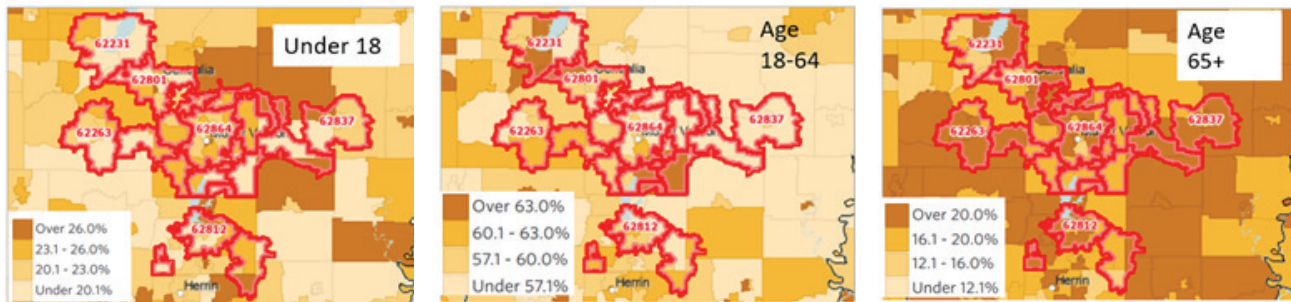 Under 18
62231
62801
62263
62864
62837
62812
Herrin
Over 26.0%
23.1 - 26.0%
20.1 - 23.0%
Under 20.1%
Age
18-64
62231
62801
62263
62864
62837
62812
Herrin
Over 63.0%
60.1 - 63.0%
57.1 - 60.0%
Under 57.1%
Age
65+
62231
62801
62263
62864
62837
62812
Herrin
Over 20.0%
16.1 - 20.0%
12.1 - 16.0%
Under 12.1%